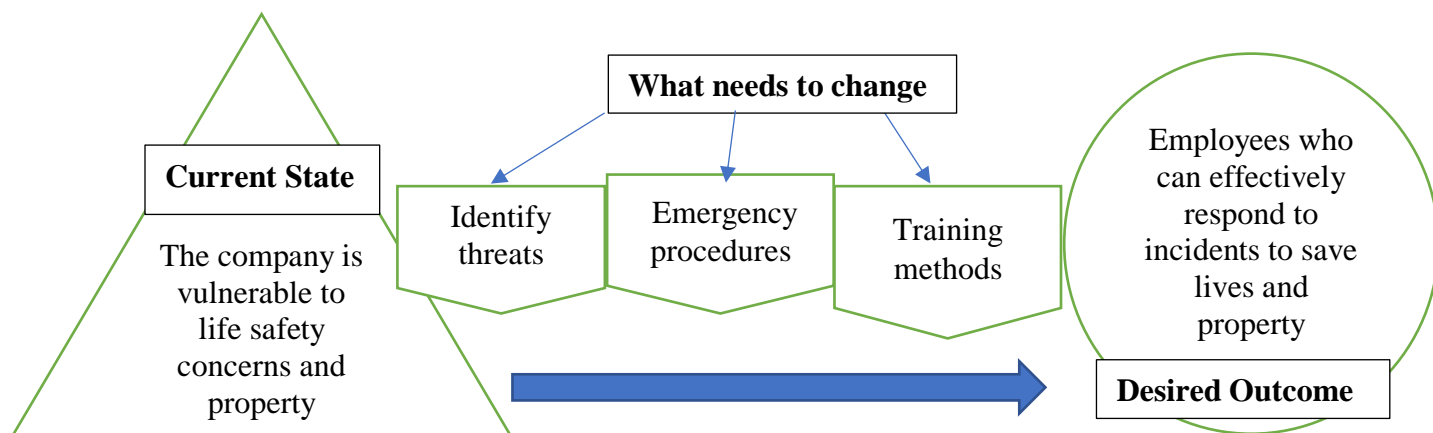 What needs to change
Current State
The company is
vulnerable to
life safety
concerns and
property
Identify
threats
Emergency
procedures
Training
methods
Employees who
can effectively
respond to
incidents to save
lives and
property
Desired Outcome